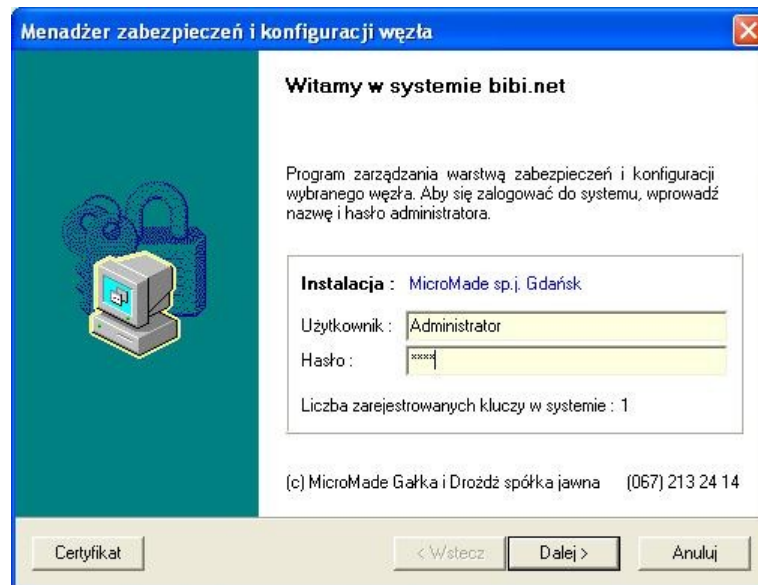 Menadżer zabezpieczeń i konfiguracji węzła
Witamy w systemie bibi.net
Program zarządzania warstwą zabezpieczeń i konfiguracji
wybranego węzła. Aby się zalogować do systemu, wprowadź
nazwę i hasło administratora.
Instalacja : MicroMade sp.j. Gdańsk
Użytkownik : Administrator
Hasło : ****
Liczba zarejestrowanych kluczy w systemie : 1
(c) MicroMade Gałka i Drożdż spółka jawna (067) 213 24 14
Certyfikat < Wstecz Dalej > Anuluj